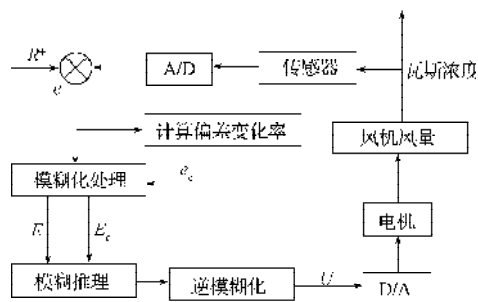 R+
e
A/D
传感器
瓦斯浓度
计算偏差变化率
风机风量
模糊化处理
e_c
电机
E
E_c
模糊推理
逆模糊化
U
D/A